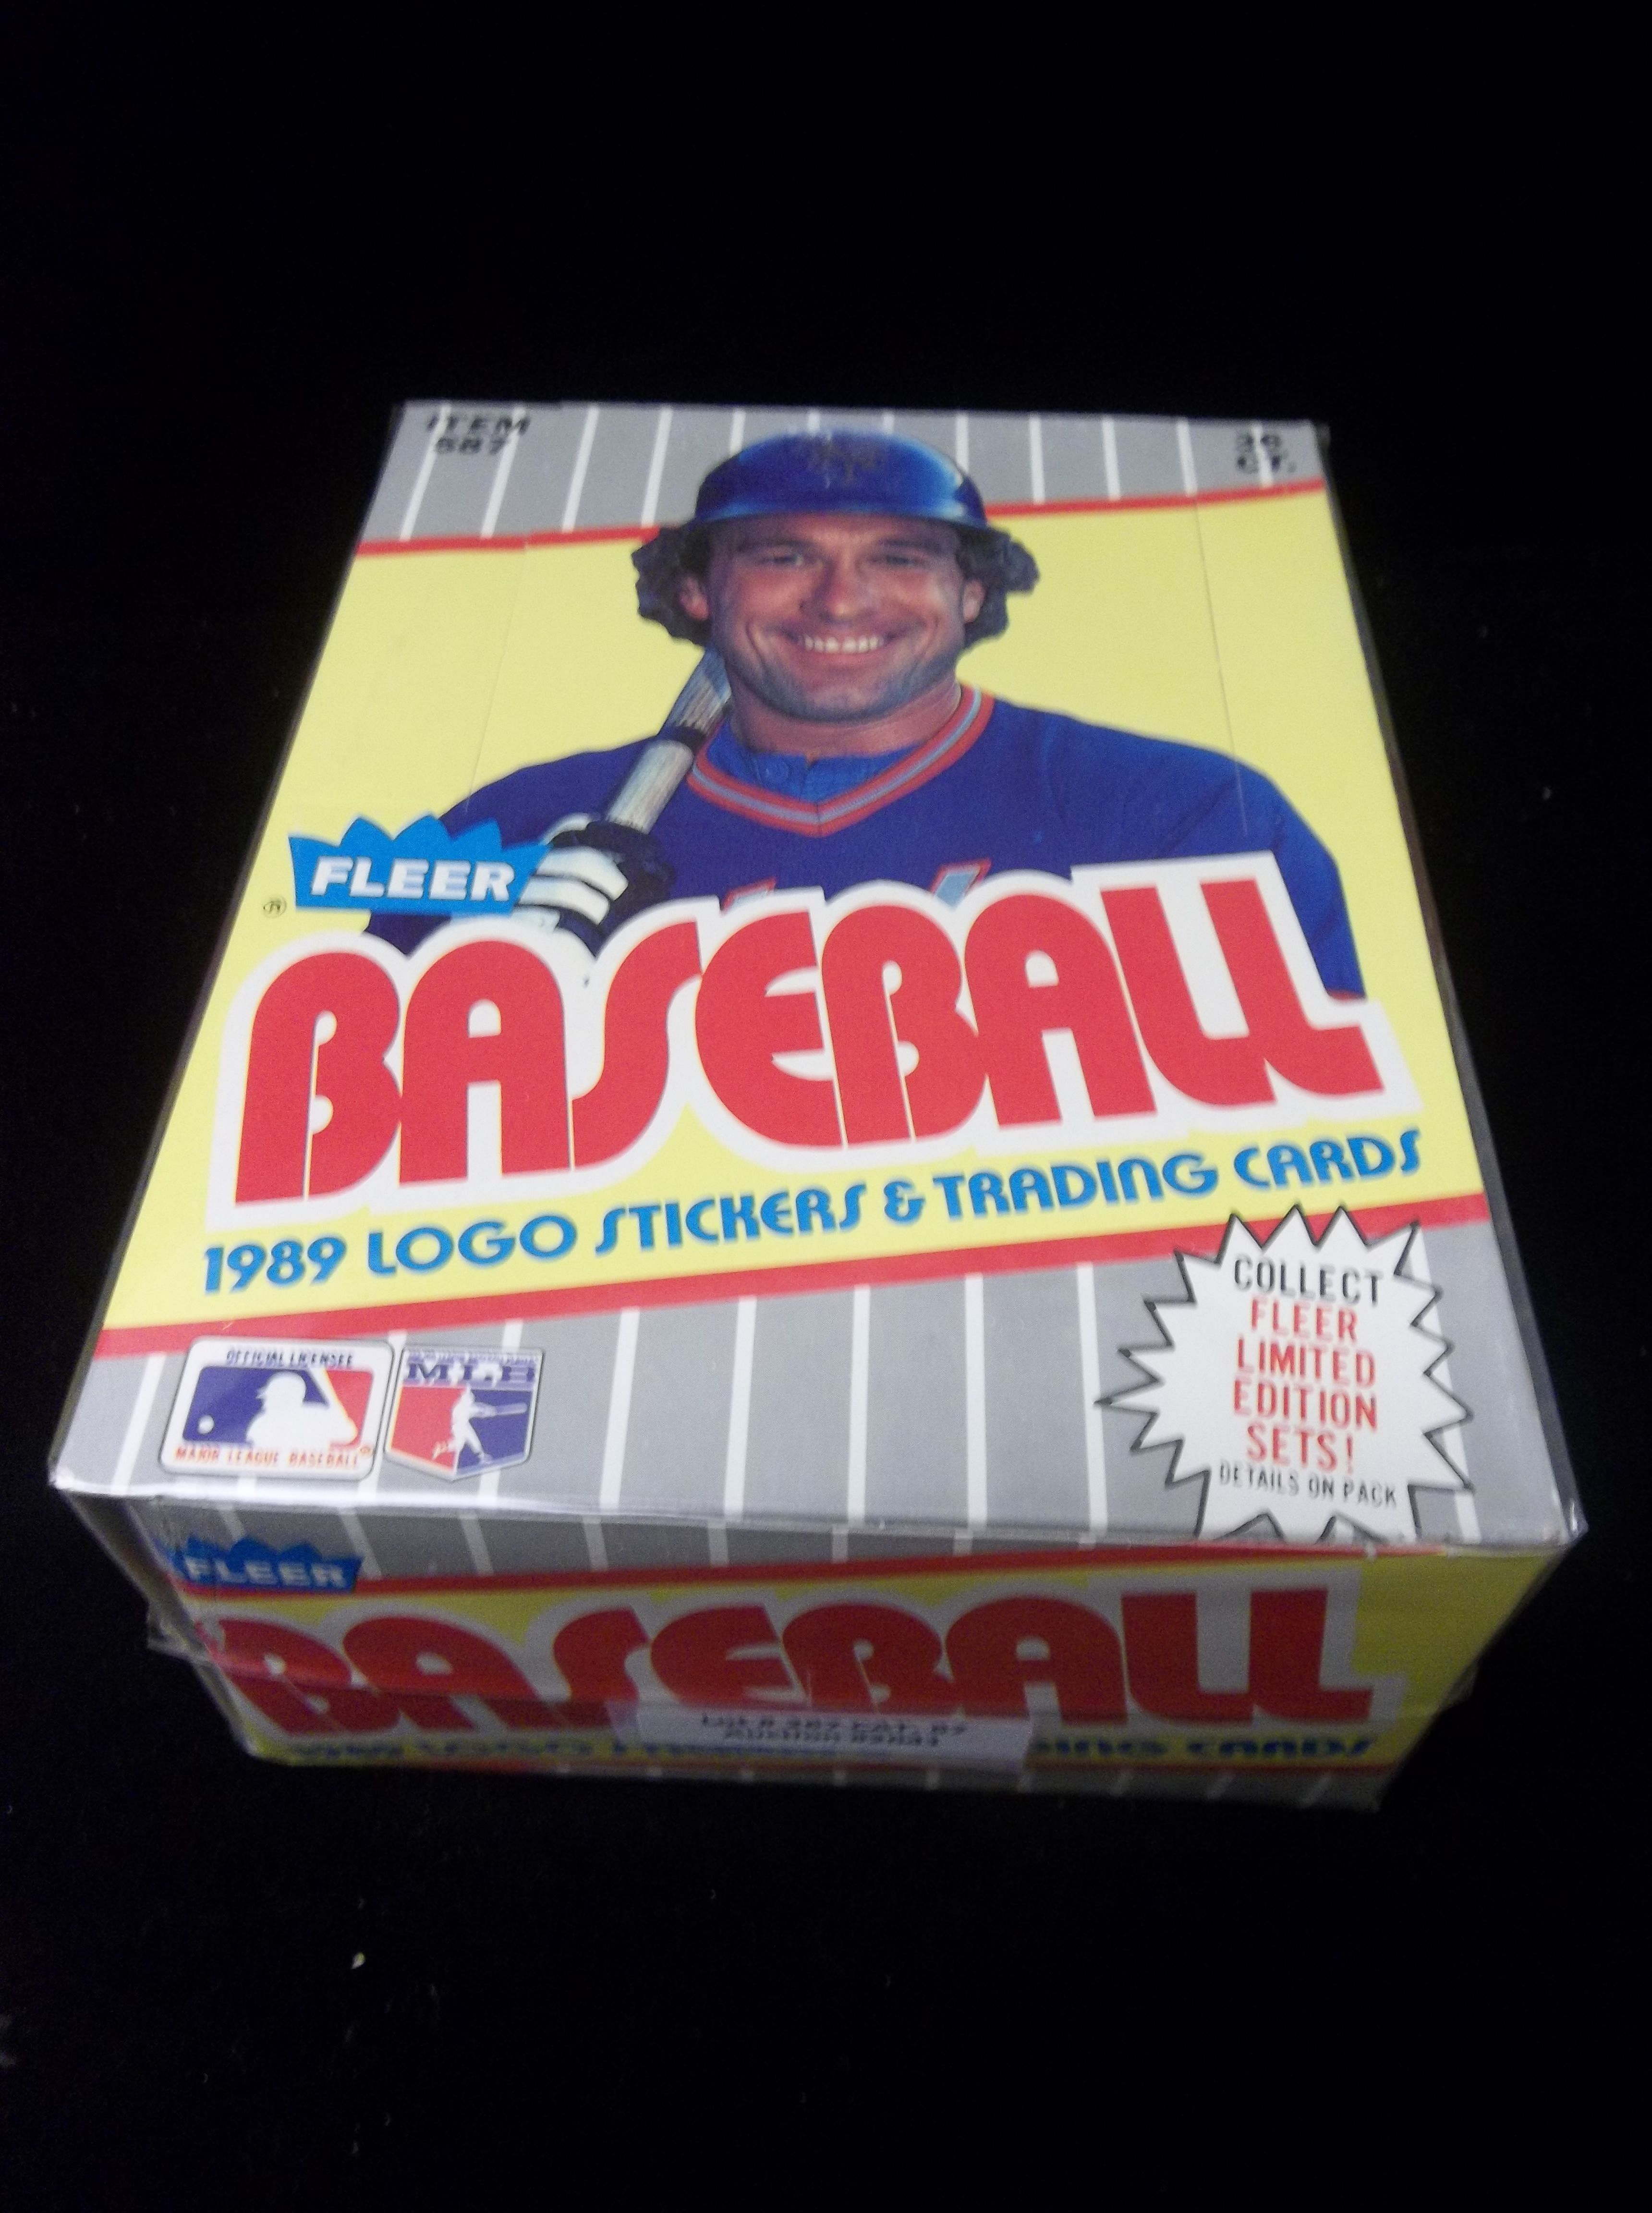 ITEM
587
36
CT.
FLEER
®
BASEBALL
1989 LOGO STICKERS & TRADING CARDS
COLLECT
FLEER
LIMITED
EDITION
SETS!
DETAILS ON PACK
OFFICIAL LICENSEE
MAJOR LEAGUE BASEBALL®
MLB
FLEER
BASEBALL